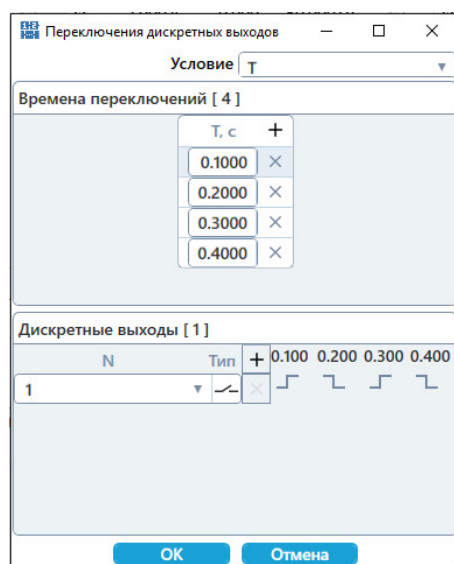 Переключения дискретных выходов
Условие T
Времена переключений [ 4 ]
T, с +
0.1000
0.2000
0.3000
0.4000
Дискретные выходы [ 1 ]
N Тип + 0.100 0.200 0.300 0.400
1
ОК Отмена